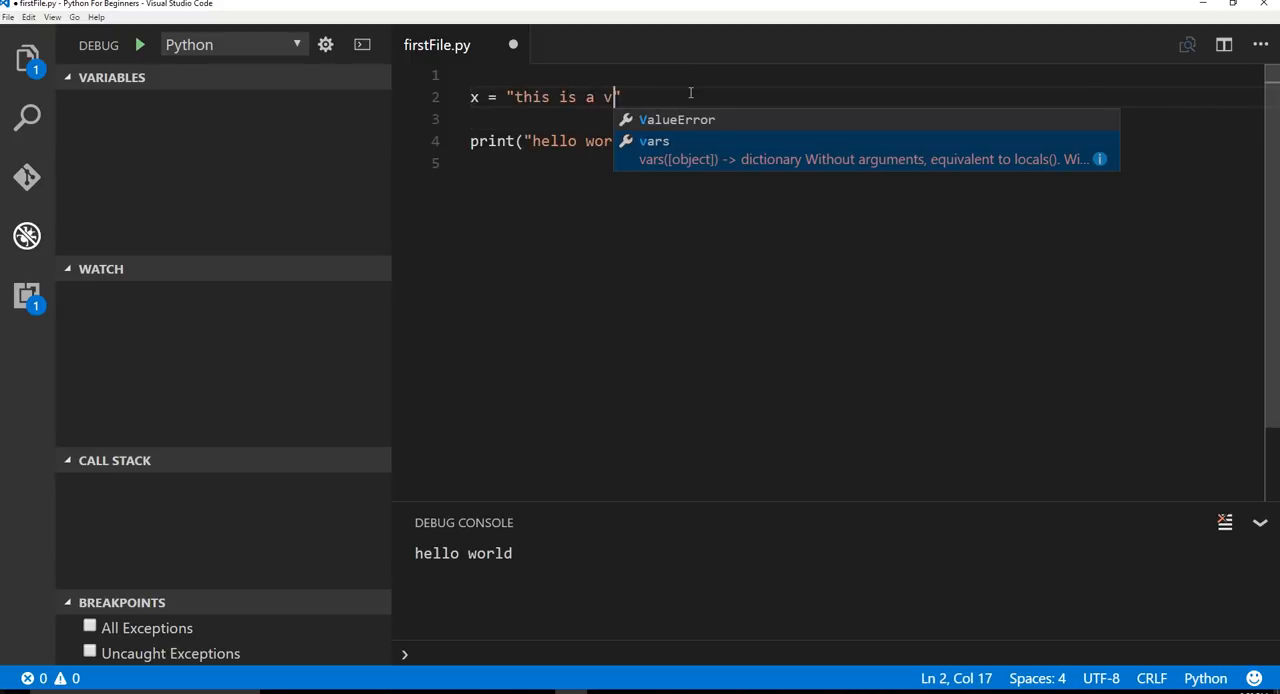 • firstFile.py - Python For Beginners - Visual Studio Code
File Edit View Go Help
DEBUG Python firstFile.py
VARIABLES
1
2 x = "this is a v"
3
4 print("hello wor
5
ValueError
vars
vars([object]) -> dictionary Without arguments, equivalent to locals(). Wi...
1
WATCH
1
CALL STACK
DEBUG CONSOLE
hello world
BREAKPOINTS
All Exceptions
Uncaught Exceptions
0 0 Ln 2, Col 17 Spaces: 4 UTF-8 CRLF Python